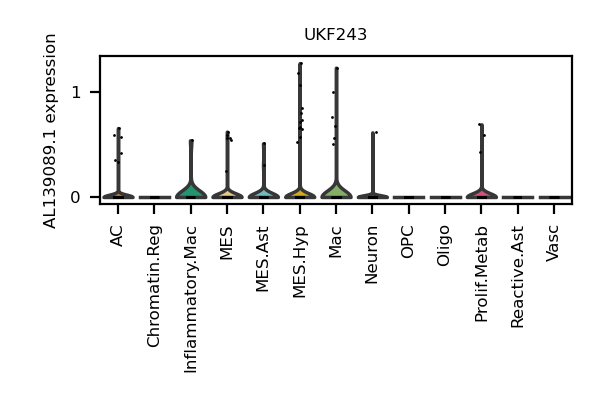 UKF243
AL139089.1 expression
1
0
AC
Chromatin.Reg
Inflammatory.Mac
MES
MES.Ast
MES.Hyp
Mac
Neuron
OPC
Oligo
Prolif.Metab
Reactive.Ast
Vasc